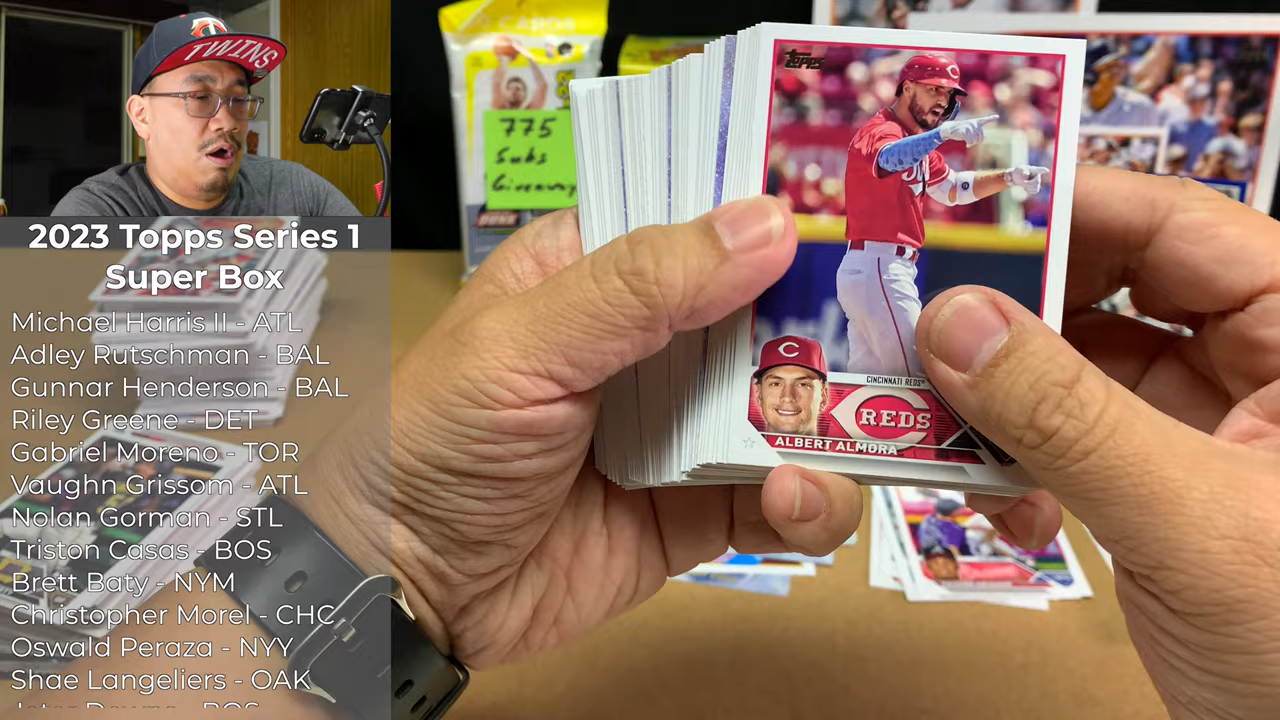 TWINS
2023 Topps Series 1
Super Box
Michael Harris II - ATL
Adley Rutschman - BAL
Gunnar Henderson - BAL
Riley Greene - DET
Gabriel Moreno - TOR
Vaughn Grissom - ATL
Nolan Gorman - STL
Triston Casas - BOS
Brett Baty - NYM
Christopher Morel - CHC
Oswald Peraza - NYY
Shae Langeliers - OAK
CARDS
775
Subs
Giveaway
topps
CINCINNATI REDS
REDS
ALBERT ALMORA